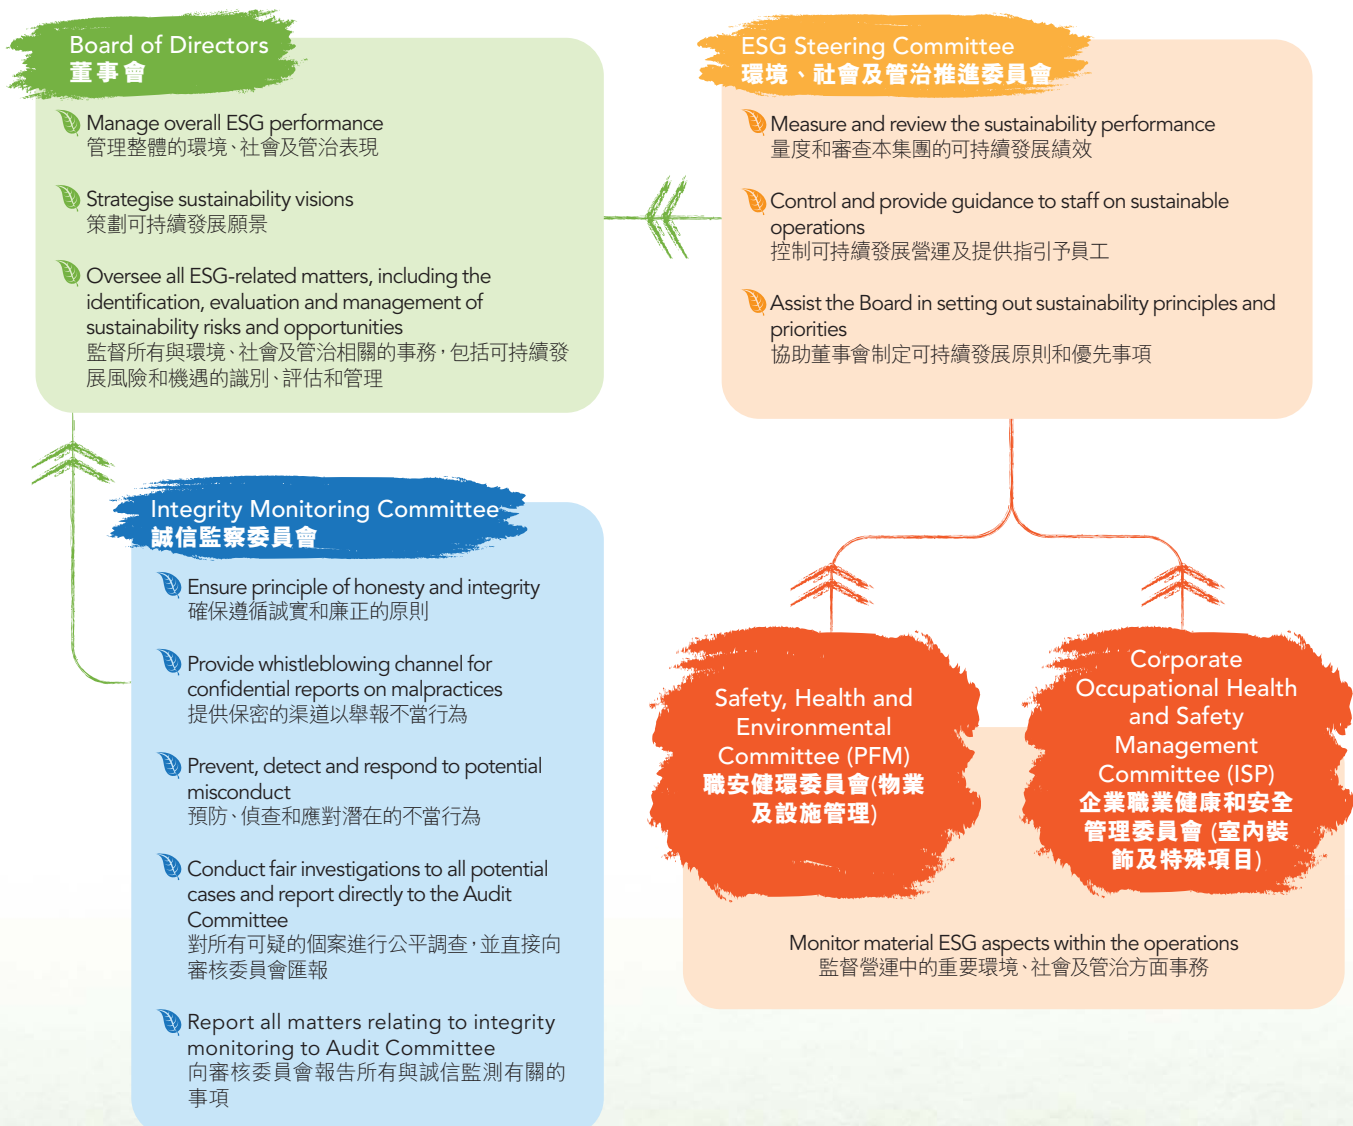 Board of Directors
董事會
Manage overall ESG performance
管理整體的環境、社會及管治表現
Strategise sustainability visions
策劃可持續發展願景
Oversee all ESG-related matters, including the
identification, evaluation and management of
sustainability risks and opportunities
監督所有與環境、社會及管治相關的事務，包括可持續發
展風險和機遇的識別、評估和管理
ESG Steering Committee
環境、社會及管治推進委員會
Measure and review the sustainability performance
量度和審查本集團的可持續發展績效
Control and provide guidance to staff on sustainable
operations
控制可持續發展營運及提供指引予員工
Assist the Board in setting out sustainability principles and
priorities
協助董事會制定可持續發展原則和優先事項
Integrity Monitoring Committee
誠信監察委員會
Ensure principle of honesty and integrity
確保遵循誠實和廉正的原則
Provide whistleblowing channel for
confidential reports on malpractices
提供保密的渠道以舉報不當行為
Prevent, detect and respond to potential
misconduct
預防、偵查和應對潛在的不當行為
Conduct fair investigations to all potential
cases and report directly to the Audit
Committee
對所有可疑的個案進行公平調查，並直接向
審核委員會匯報
Report all matters relating to integrity
monitoring to Audit Committee
向審核委員會報告所有與誠信監測有關的
事項
Safety, Health and
Environmental
Committee (PFM)
職安健環委員會(物業
及設施管理)
Corporate
Occupational Health
and Safety
Management
Committee (ISP)
企業職業健康和安全
管理委員會 (室內裝
飾及特殊項目)
Monitor material ESG aspects within the operations
監督營運中的重要環境、社會及管治方面事務